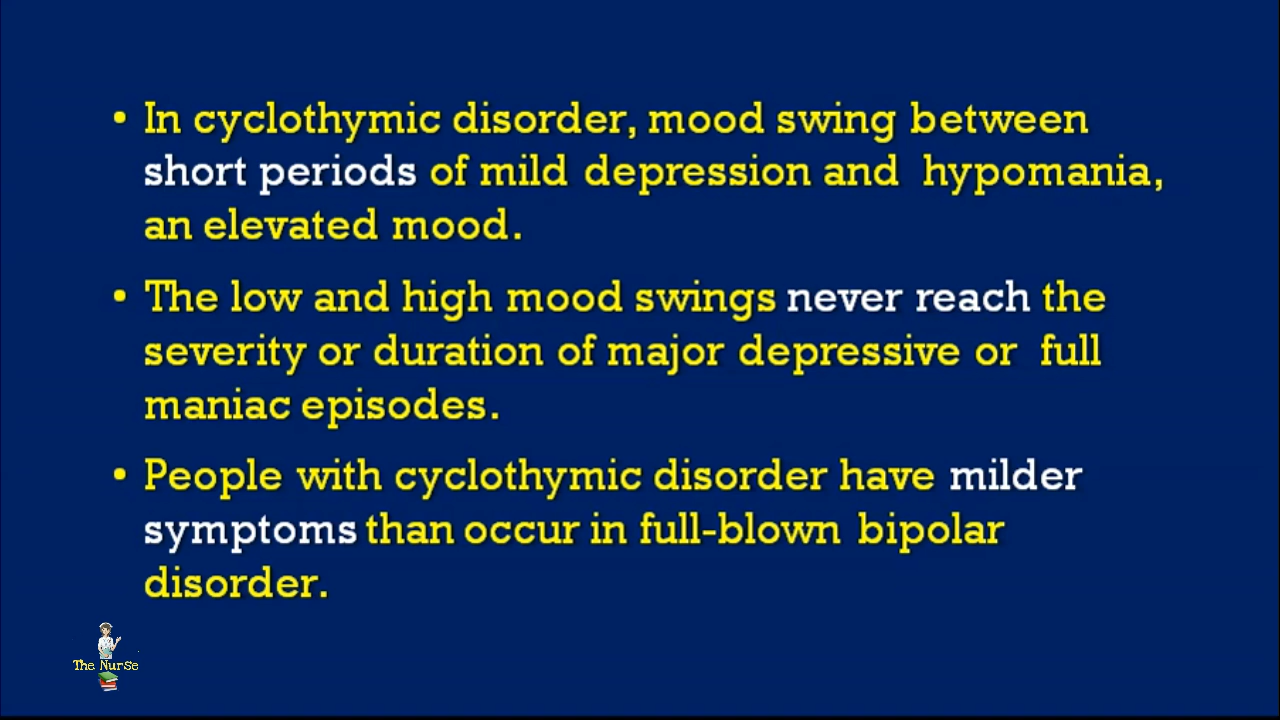 • In cyclothymic disorder, mood swing between
short periods of mild depression and hypomania,
an elevated mood.
• The low and high mood swings never reach the
severity or duration of major depressive or full
maniac episodes.
• People with cyclothymic disorder have milder
symptoms than occur in full-blown bipolar
disorder.
The Nurse